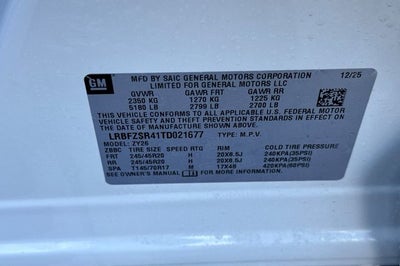 GM
MFD BY SAIC GENERAL MOTORS CORPORATION 12/25
LIMITED FOR GENERAL MOTORS LLC
GVWR GAWR FRT GAWR RR
2350 KG 1270 KG 1225 KG
5180 LB 2799 LB 2700 LB
THIS VEHICLE CONFORMS TO ALL APPLICABLE U.S. FEDERAL MOTOR
VEHICLE SAFETY AND THEFT PREVENTION STANDARDS IN EFFECT ON
THE DATE OF MANUFACTURE SHOWN ABOVE.
LRBFZSR41TD021677 TYPE: M.P.V.
MODEL: ZY26
ZBBC TIRE SIZE SPEED RTG RIM COLD TIRE PRESSURE
FRT 245/45R20 H 20X8.5J 240KPA(35PSI)
RR 245/45R20 H 20X8.5J 240KPA(35PSI)
SPA T145/70R17 M 17X4B 420KPA(60PSI)
SEE OWNER'S MANUAL FOR MORE INFORMATION.